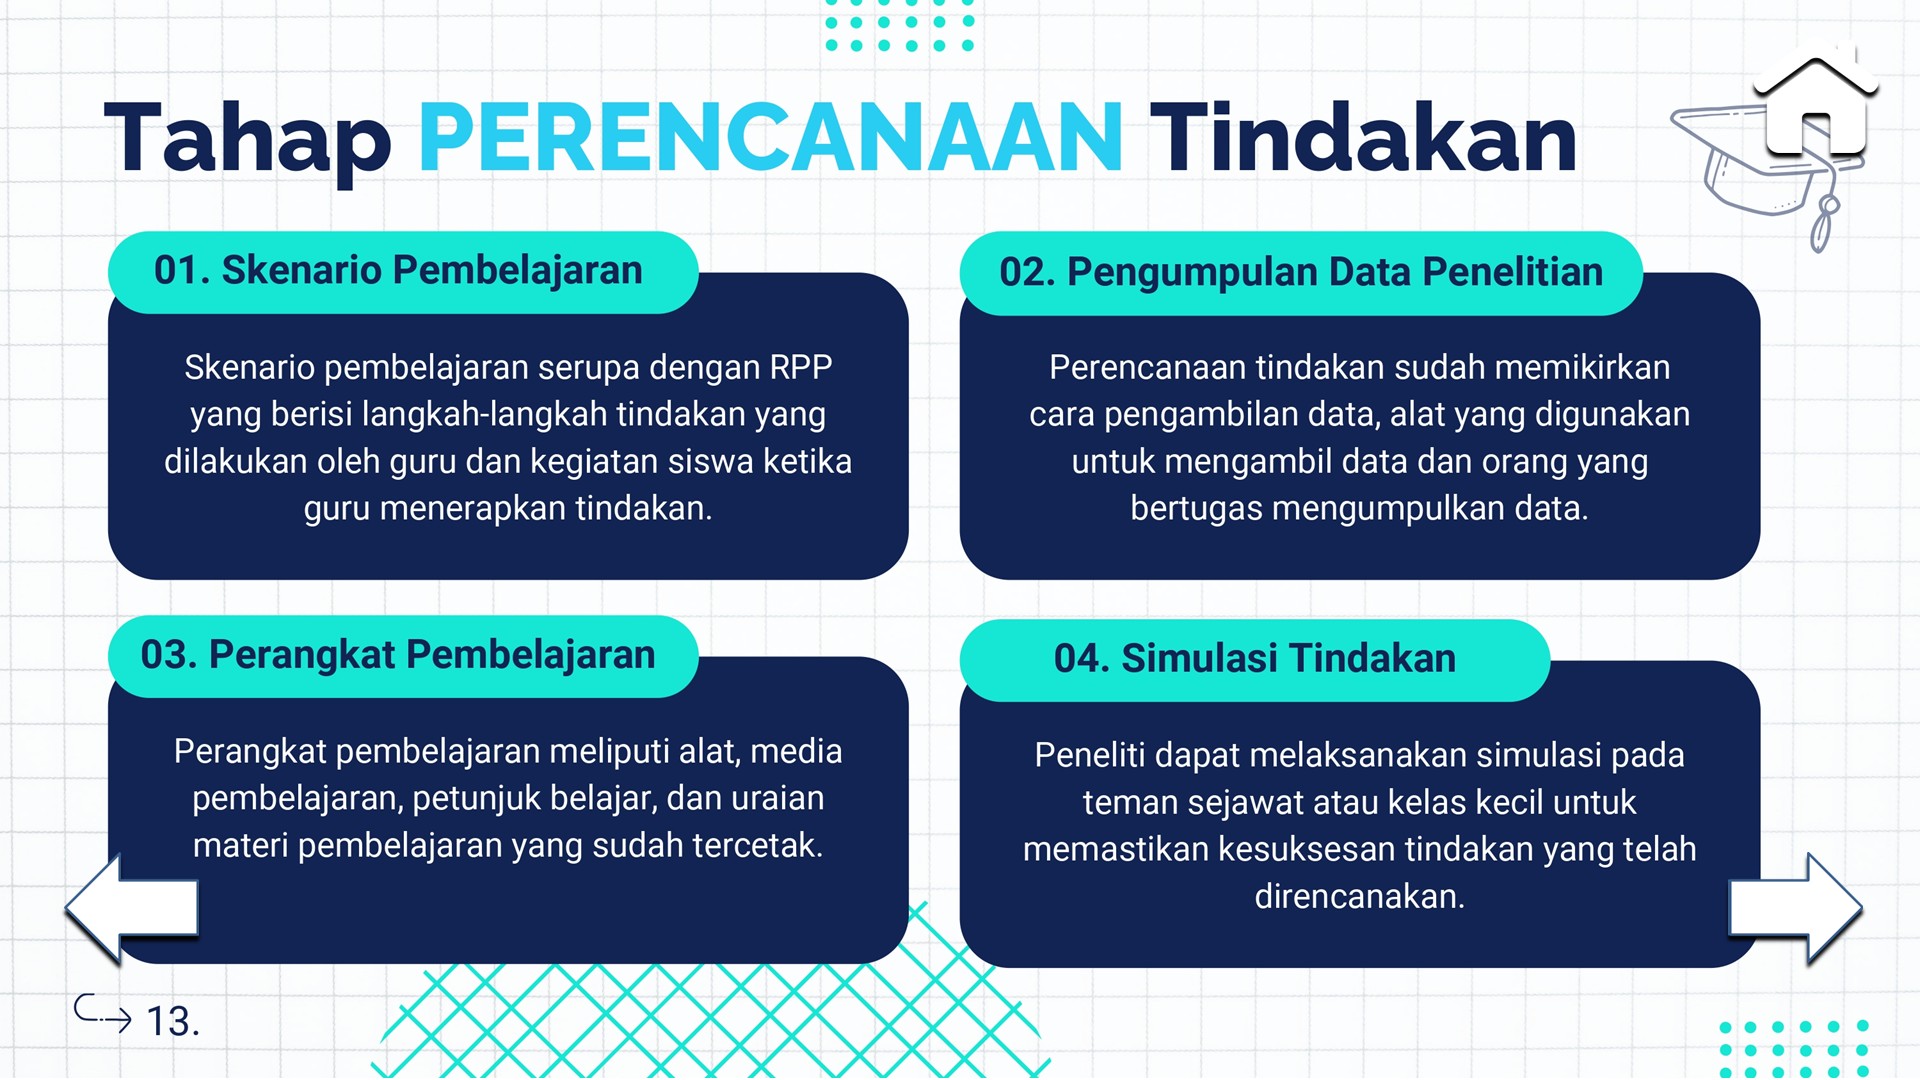 Tahap PERENCANAAN Tindakan
01. Skenario Pembelajaran
Skenario pembelajaran serupa dengan RPP
yang berisi langkah-langkah tindakan yang
dilakukan oleh guru dan kegiatan siswa ketika
guru menerapkan tindakan.
02. Pengumpulan Data Penelitian
Perencanaan tindakan sudah memikirkan
cara pengambilan data, alat yang digunakan
untuk mengambil data dan orang yang
bertugas mengumpulkan data.
03. Perangkat Pembelajaran
Perangkat pembelajaran meliputi alat, media
pembelajaran, petunjuk belajar, dan uraian
materi pembelajaran yang sudah tercetak.
04. Simulasi Tindakan
Peneliti dapat melaksanakan simulasi pada
teman sejawat atau kelas kecil untuk
memastikan kesuksesan tindakan yang telah
direncanakan.
13.